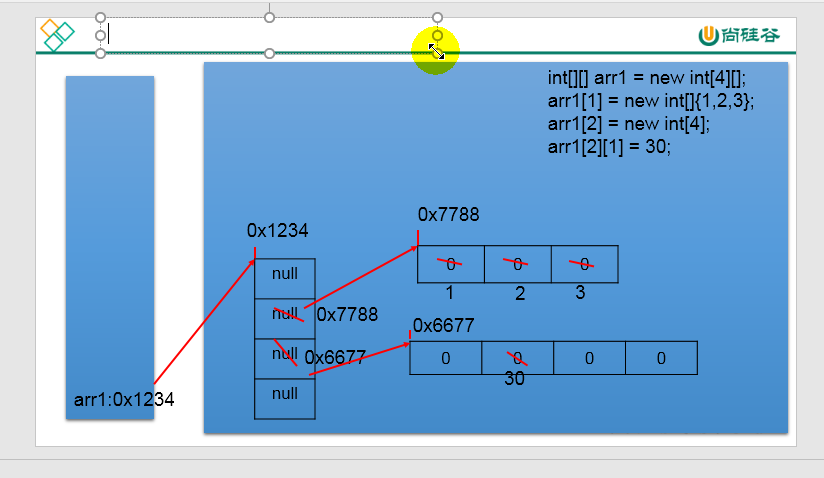 尚硅谷
int[][] arr1 = new int[4][];
arr1[1] = new int[]{1,2,3};
arr1[2] = new int[4];
arr1[2][1] = 30;
0x7788
0x1234
null
0 0 0
1 2 3
null 0x7788
0x6677
null 0x6677
0 0 0 0
30
null
arr1:0x1234